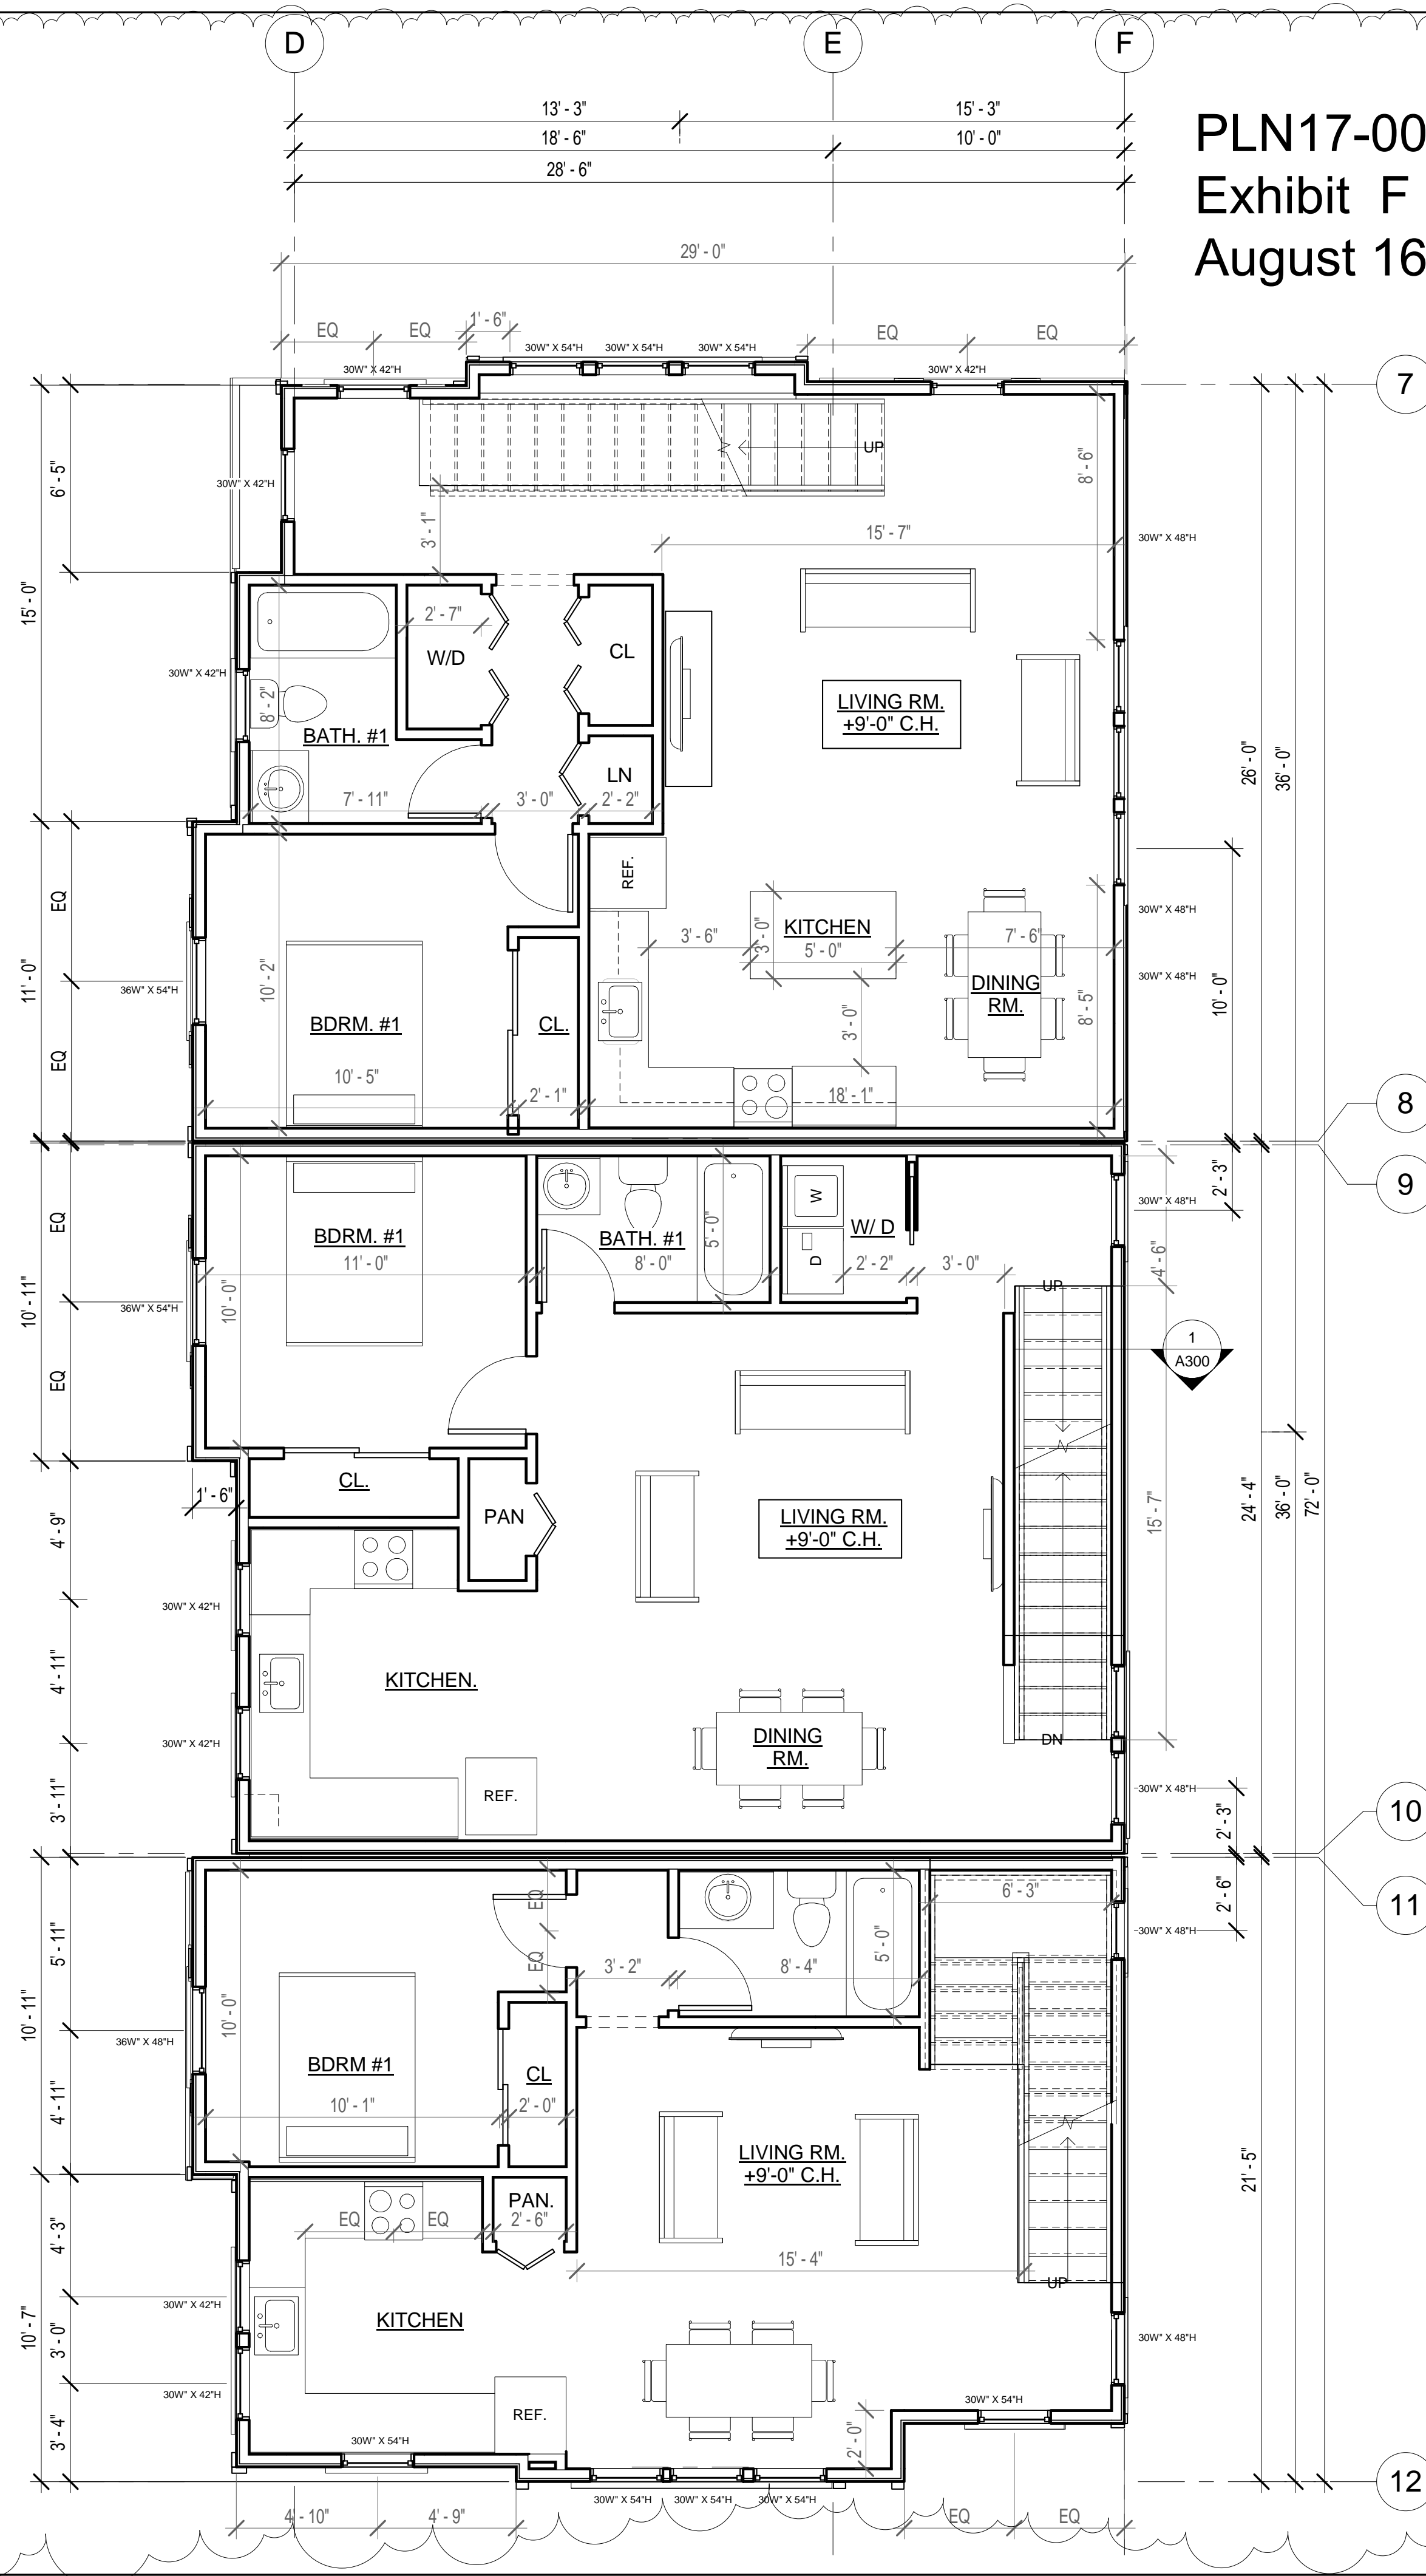 D
E
F
13' - 3"
15' - 3"
18' - 6"
10' - 0"
28' - 6"
PLN17-00
Exhibit F
August 16
29' - 0"
EQ
EQ
1' - 6"
30W" X 54"H
30W" X 54"H
30W" X 54"H
EQ
EQ
30W" X 42"H
30W" X 42"H
7
6' - 5"
15' - 0"
30W" X 42"H
UP
3' - 1"
8' - 6"
15' - 7"
30W" X 48"H
2' - 7"
W/D
CL
30W" X 42"H
8' - 2"
BATH. #1
LIVING RM.
+9'-0" C.H.
LN
7' - 11"
3' - 0"
2' - 2"
26' - 0"
36' - 0"
REF.
EQ
30W" X 48"H
3' - 6"
3' - 0"
KITCHEN
5' - 0"
7' - 6"
11' - 0"
36W" X 54"H
10' - 2"
30W" X 48"H
DINING
RM.
10' - 0"
8' - 5"
BDRM. #1
CL.
3' - 0"
EQ
10' - 5"
2' - 1"
18' - 1"
8
9
2' - 3"
30W" X 48"H
EQ
BDRM. #1
BATH. #1
5' - 0"
W
D
W/ D
11' - 0"
8' - 0"
2' - 2"
3' - 0"
4' - 6"
UP
10' - 11"
36W" X 54"H
10' - 0"
1
A300
EQ
CL.
PAN
1' - 6"
4' - 9"
LIVING RM.
+9'-0" C.H.
15' - 7"
24' - 4"
36' - 0"
72' - 0"
30W" X 42"H
4' - 11"
KITCHEN.
30W" X 42"H
DINING
RM.
DN
3' - 11"
REF.
30W" X 48"H
2' - 3"
10
11
2' - 6"
6' - 3"
EQ
EQ
30W" X 48"H
5' - 11"
3' - 2"
8' - 4"
5' - 0"
10' - 11"
36W" X 48"H
10' - 0"
BDRM #1
CL
10' - 1"
2' - 0"
4' - 11"
LIVING RM.
+9'-0" C.H.
21' - 5"
PAN.
2' - 6"
EQ
EQ
4' - 3"
15' - 4"
UP
30W" X 42"H
KITCHEN
10' - 7"
3' - 0"
30W" X 48"H
30W" X 42"H
REF.
30W" X 54"H
3' - 4"
30W" X 54"H
2' - 0"
12
30W" X 54"H
30W" X 54"H
30W" X 54"H
4' - 10"
4' - 9"
EQ
EQ